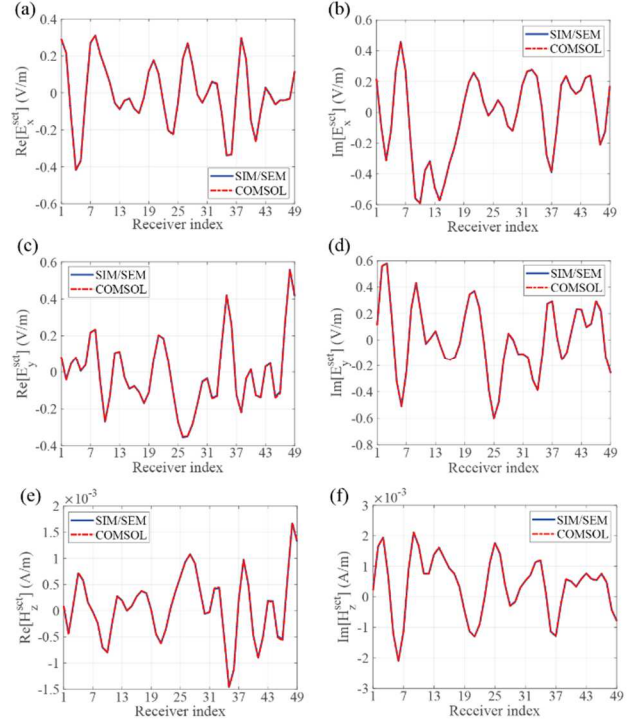 (a)
0.4
0.2
0
-0.2
-0.4
-0.6
Re[E_x^sct] (V/m)
SIM/SEM
COMSOL
1 7 13 19 25 31 37 43 49
Receiver index
(b)
0.6
0.4
0.2
0
-0.2
-0.4
-0.6
Im[E_x^sct] (V/m)
SIM/SEM
COMSOL
1 7 13 19 25 31 37 43 49
Receiver index
(c)
0.6
0.4
0.2
0
-0.2
-0.4
Re[E_y^sct] (V/m)
SIM/SEM
COMSOL
1 7 13 19 25 31 37 43 49
Receiver index
(d)
0.6
0.4
0.2
0
-0.2
-0.4
-0.6
-0.8
Im[E_y^sct] (V/m)
SIM/SEM
COMSOL
1 7 13 19 25 31 37 43 49
Receiver index
(e)
×10^-3
2
1.5
1
0.5
0
-0.5
-1
-1.5
Re[H_z^sct] (A/m)
SIM/SEM
COMSOL
1 7 13 19 25 31 37 43 49
Receiver index
(f)
×10^-3
3
2
1
0
-1
-2
-3
Im[H_z^sct] (A/m)
SIM/SEM
COMSOL
1 7 13 19 25 31 37 43 49
Receiver index